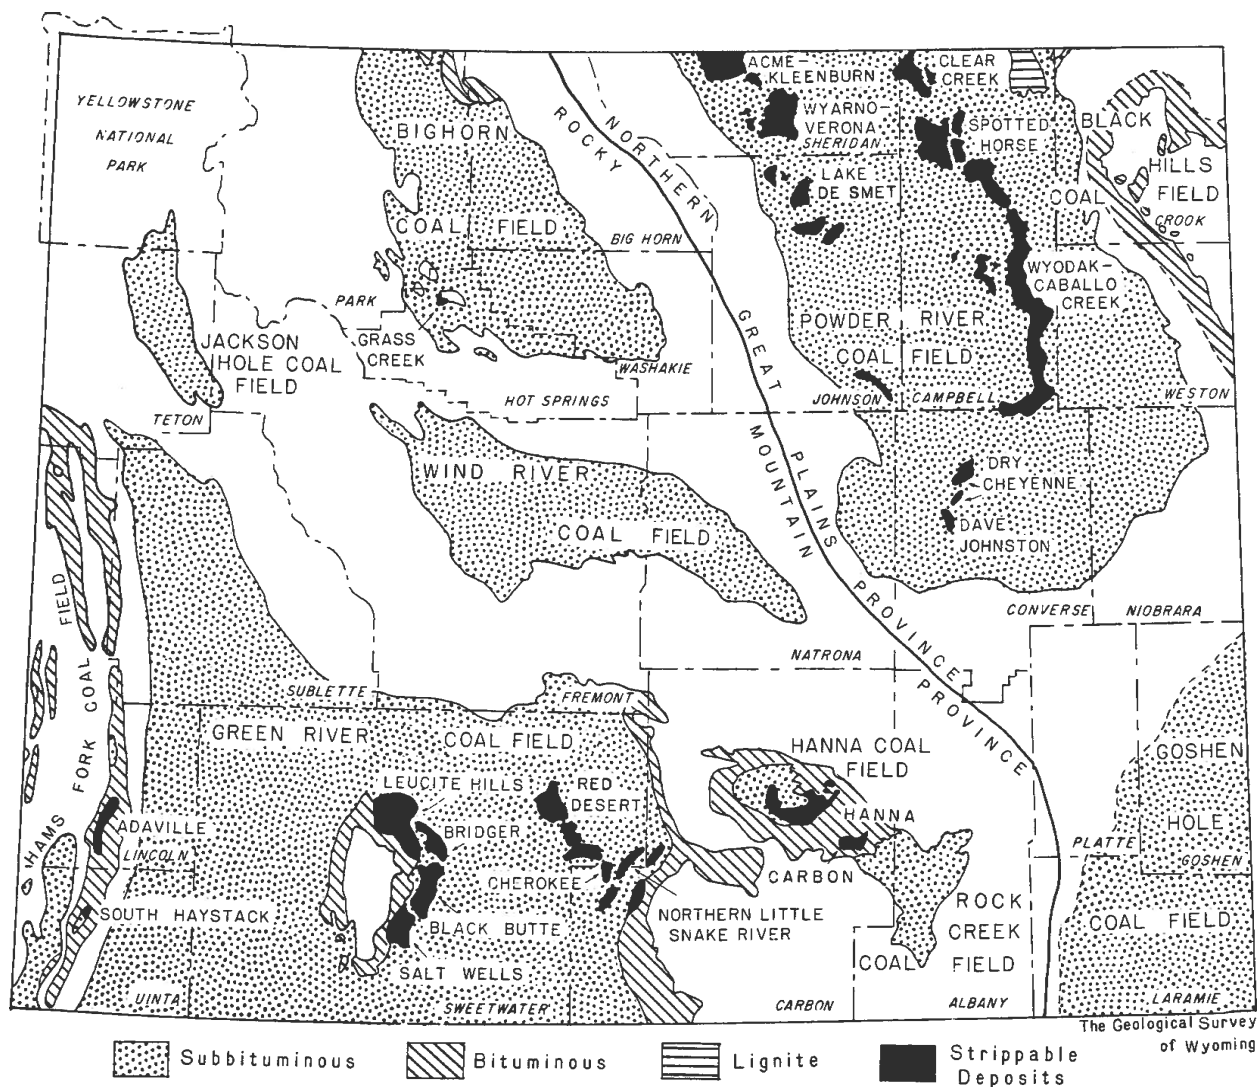 YELLOWSTONE
NATIONAL
PARK
BIGHORN
COAL FIELD
ROCKY
NORTHERN
ACME-
KLEENBURN
WYARNO-
VERONA
SHERIDAN
CLEAR
CREEK
SPOTTED
HORSE
BLACK
HILLS
COAL FIELD
CROOK
LAKE
DE SMET
BIG HORN
WYODAK-
CABALLO
CREEK
POWDER RIVER
COAL FIELD
JOHNSON
CAMPBELL
WESTON
PARK
GRASS
CREEK
WASHAKIE
HOT SPRINGS
JACKSON
HOLE COAL
FIELD
TETON
GREAT
PLAINS
PROVINCE
MOUNTAIN
PROVINCE
WIND RIVER
COAL FIELD
DRY
CHEYENNE
DAVE
JOHNSTON
CONVERSE
NIOBRARA
NATRONA
HAMS FORK COAL FIELD
SUBLETTE
FREMONT
GREEN RIVER COAL FIELD
LEUCITE HILLS
BRIDGER
RED
DESERT
HANNA COAL
FIELD
HANNA
GOSHEN
HOLE
COAL FIELD
PLATTE
GOSHEN
ADAVILLE
LINCOLN
SOUTH HAYSTACK
CHEROKEE
CARBON
BLACK BUTTE
NORTHERN LITTLE
SNAKE RIVER
SALT WELLS
ROCK
CREEK
COAL FIELD
UINTA
SWEETWATER
CARBON
ALBANY
LARAMIE
The Geological Survey
of Wyoming
Subbituminous
Bituminous
Lignite
Strippable
Deposits